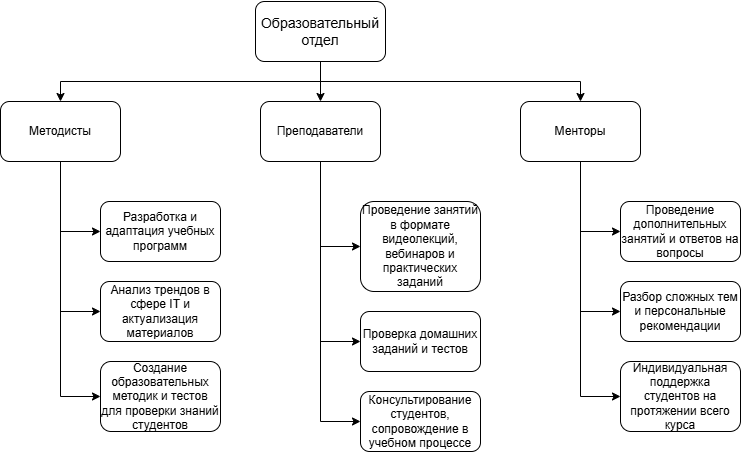 Образовательный
отдел
Методисты
Преподаватели
Менторы
Разработка и
адаптация учебных
программ
Анализ трендов в
сфере IT и
актуализация
материалов
Создание
образовательных
методик и тестов
для проверки знаний
студентов
Проведение занятий
в формате
видеолекций,
вебинаров и
практических
заданий
Проверка домашних
заданий и тестов
Консультирование
студентов,
сопровождение в
учебном процессе
Проведение
дополнительных
занятий и ответов на
вопросы
Разбор сложных тем
и персональные
рекомендации
Индивидуальная
поддержка
студентов на
протяжении всего
курса